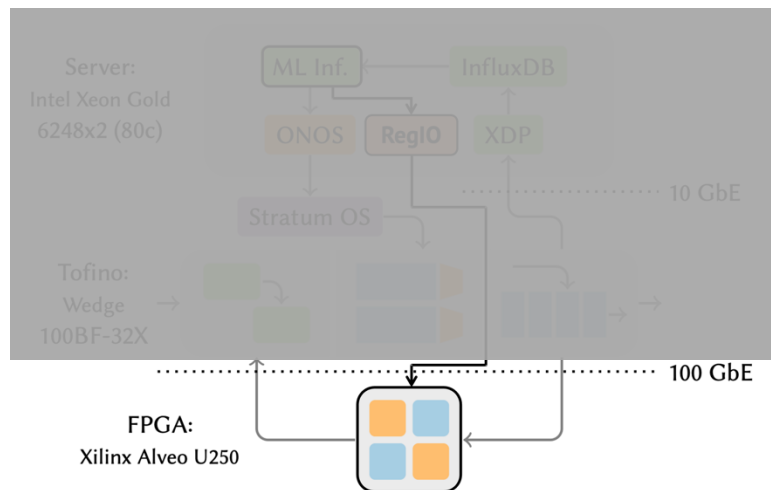 Server:
Intel Xeon Gold
6248x2 (80c)
ML Inf.
InfluxDB
ONOS
RegIO
XDP
10 GbE
Stratum OS
Tofino:
Wedge
100BF-32X
100 GbE
FPGA:
Xilinx Alveo U250